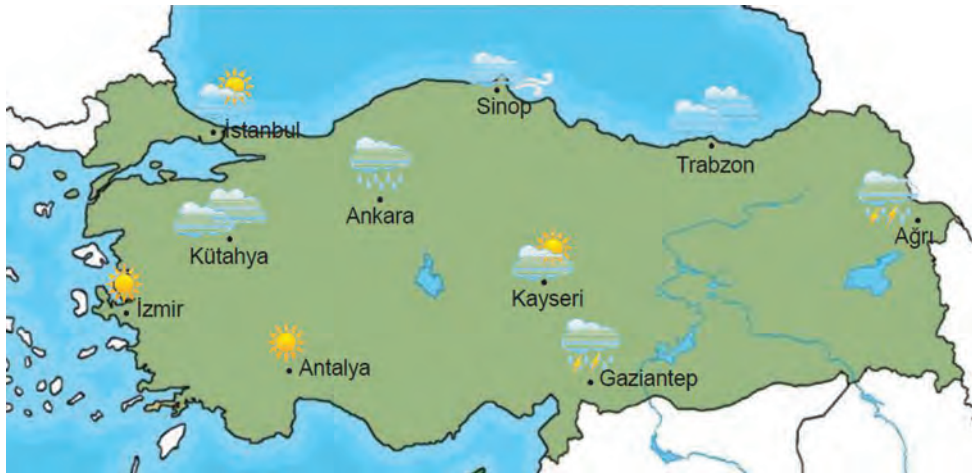 Sinop
İstanbul
Trabzon
Ankara
Ağrı
Kütahya
Kayseri
İzmir
Antalya
Gaziantep